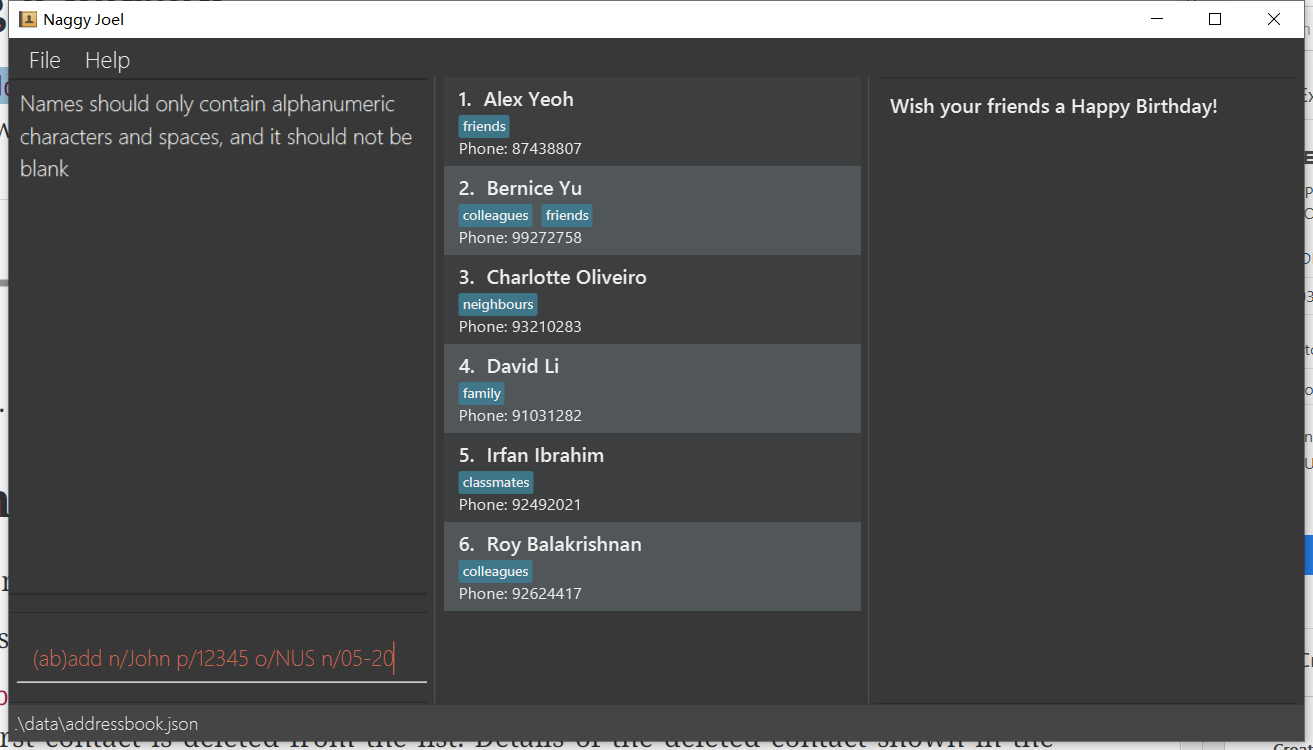 Naggy Joel
File Help
Names should only contain alphanumeric
characters and spaces, and it should not be
blank
(ab)add n/John p/12345 o/NUS n/05-20
1. Alex Yeoh
friends
Phone: 87438807
2. Bernice Yu
colleagues friends
Phone: 99272758
3. Charlotte Oliveiro
neighbours
Phone: 93210283
4. David Li
family
Phone: 91031282
5. Irfan Ibrahim
classmates
Phone: 92492021
6. Roy Balakrishnan
colleagues
Phone: 92624417
Wish your friends a Happy Birthday!
.\data\addressbook.json